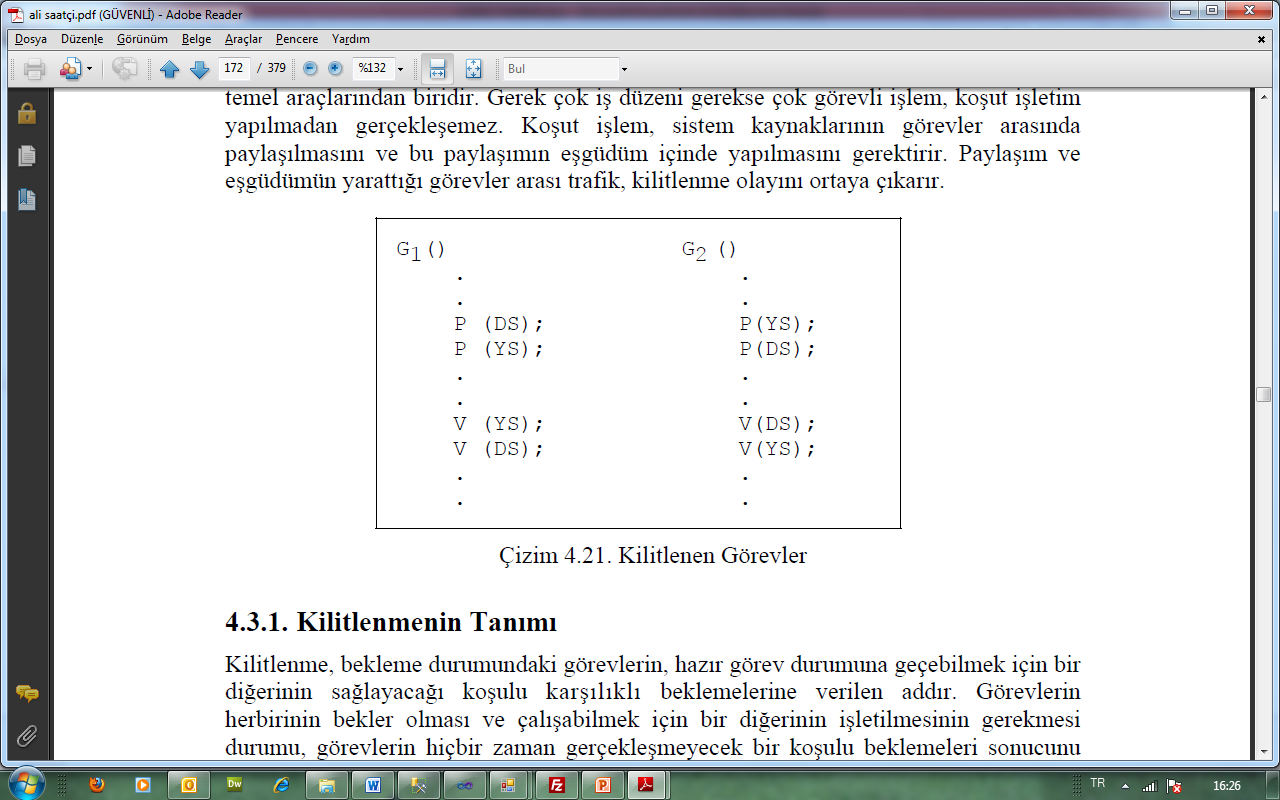 ali saatçi.pdf (GÜVENLİ) - Adobe Reader
Dosya Düzenle Görünüm Belge Araçlar Pencere Yardım
172 / 379 %132 Bul
temel araçlarından biridir. Gerek çok iş düzeni gerekse çok görevli işlem, koşut işletim
yapılmadan gerçekleşemez. Koşut işlem, sistem kaynaklarının görevler arasında
paylaşılmasını ve bu paylaşımın eşgüdüm içinde yapılmasını gerektirir. Paylaşım ve
eşgüdümün yarattığı görevler arası trafik, kilitlenme olayını ortaya çıkarır.
G1 () G2 ()
. .
. .
P (DS); P(YS);
P (YS); P(DS);
. .
. .
V (YS); V(DS);
V (DS); V(YS);
. .
. .
Çizim 4.21. Kilitlenen Görevler
4.3.1. Kilitlenmenin Tanımı
Kilitlenme, bekleme durumundaki görevlerin, hazır görev durumuna geçebilmek için bir
diğerinin sağlayacağı koşulu karşılıklı beklemelerine verilen addır. Görevlerin
herbirinin bekler olması ve çalışabilmek için bir diğerinin işletilmesinin gerekmesi
durumu, görevlerin hiçbir zaman gerçekleşmeyecek bir koşulu beklemeleri sonucunu
Dw W Fz P
TR 16:26